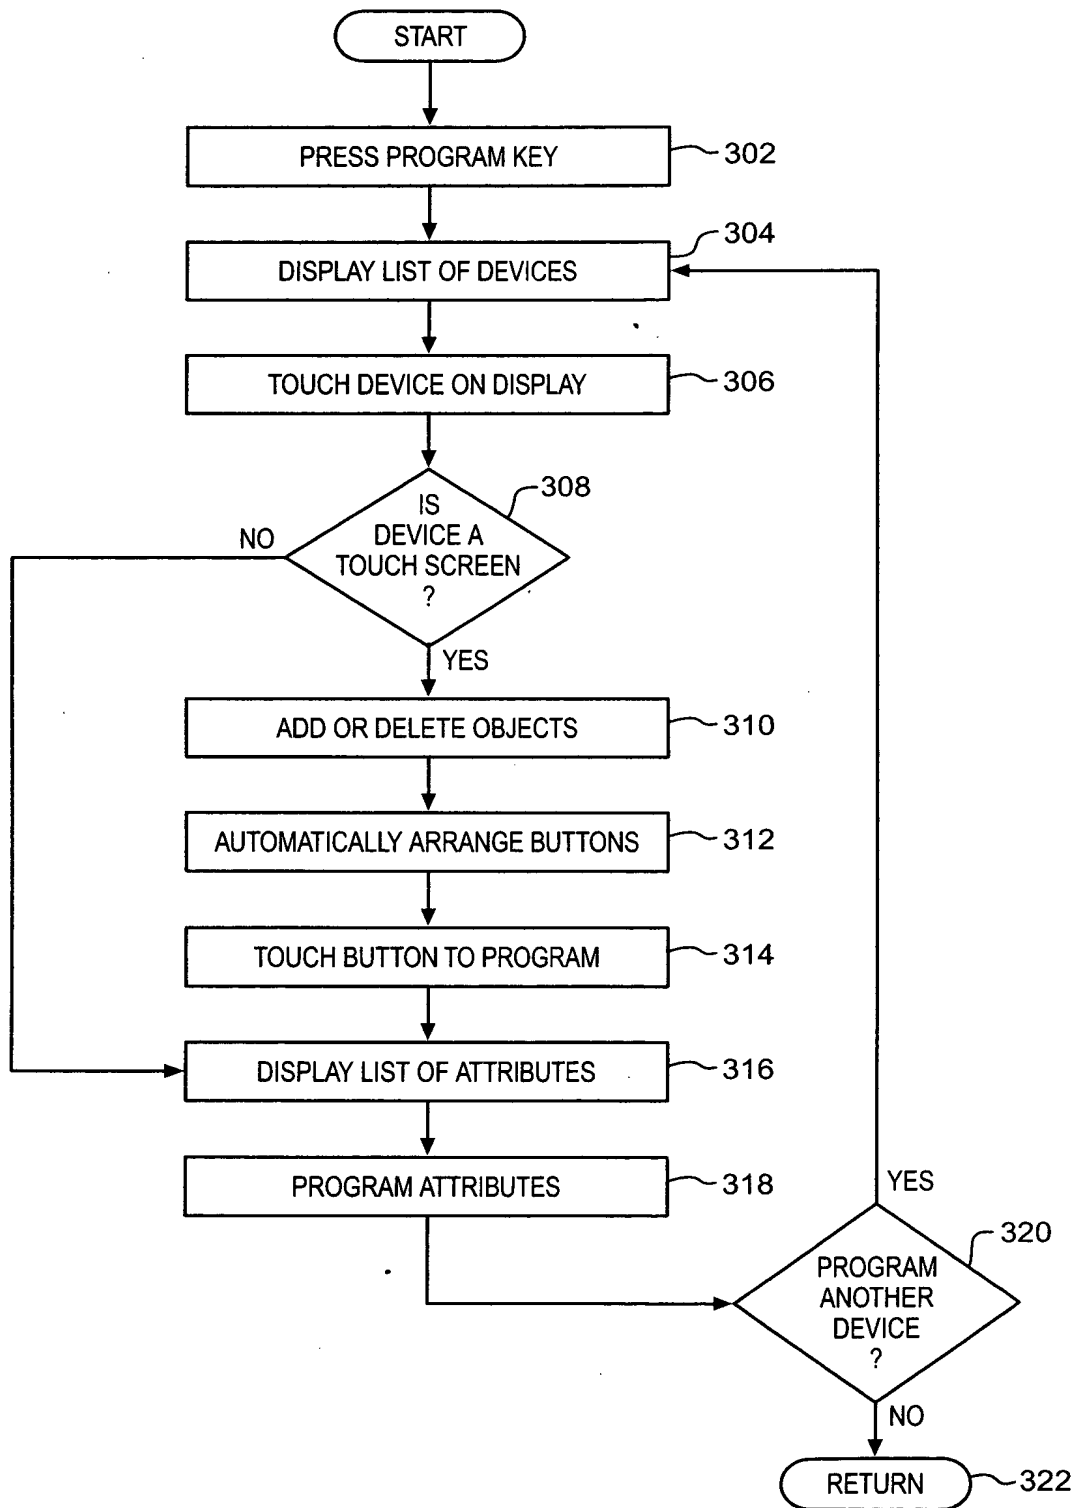 START
PRESS PROGRAM KEY
302
304
DISPLAY LIST OF DEVICES
TOUCH DEVICE ON DISPLAY
306
308
IS
DEVICE A
TOUCH SCREEN
?
NO
YES
ADD OR DELETE OBJECTS
310
AUTOMATICALLY ARRANGE BUTTONS
312
TOUCH BUTTON TO PROGRAM
314
DISPLAY LIST OF ATTRIBUTES
316
PROGRAM ATTRIBUTES
318
YES
320
PROGRAM
ANOTHER
DEVICE
?
NO
RETURN
322